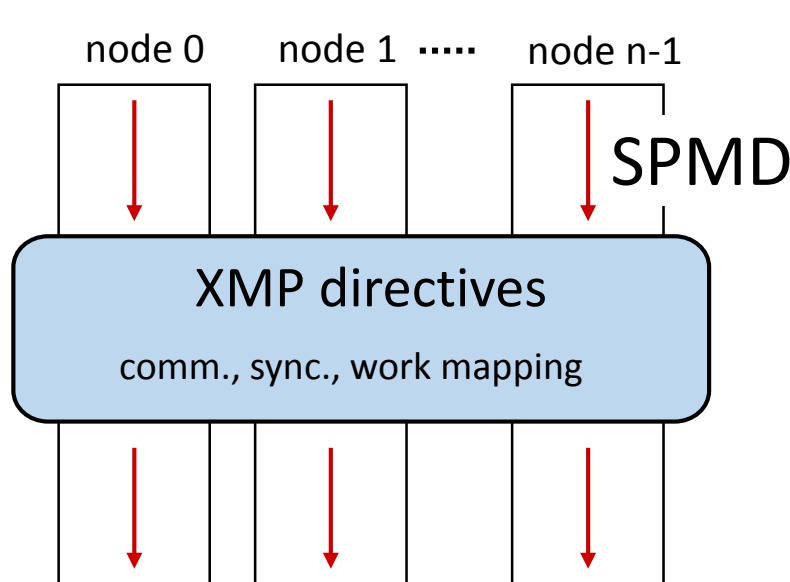 node 0 node 1 ····· node n-1
SPMD
XMP directives
comm., sync., work mapping